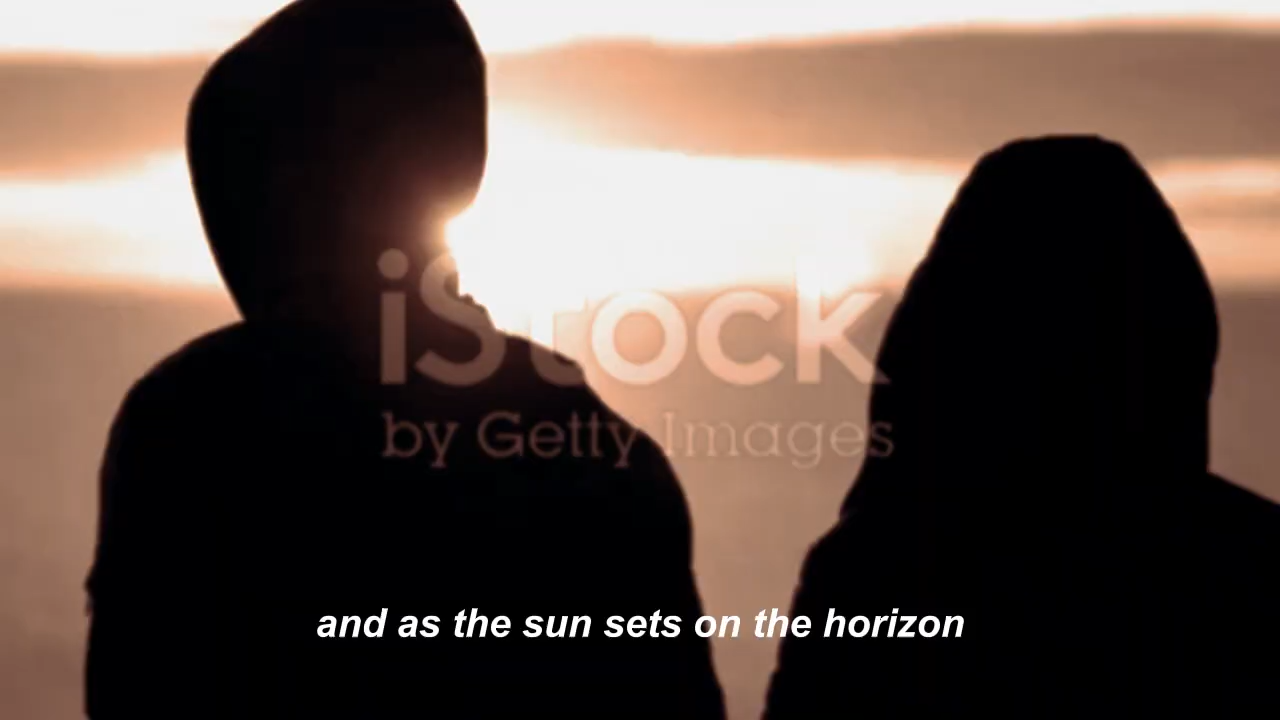 iStock
by Getty Images
and as the sun sets on the horizon